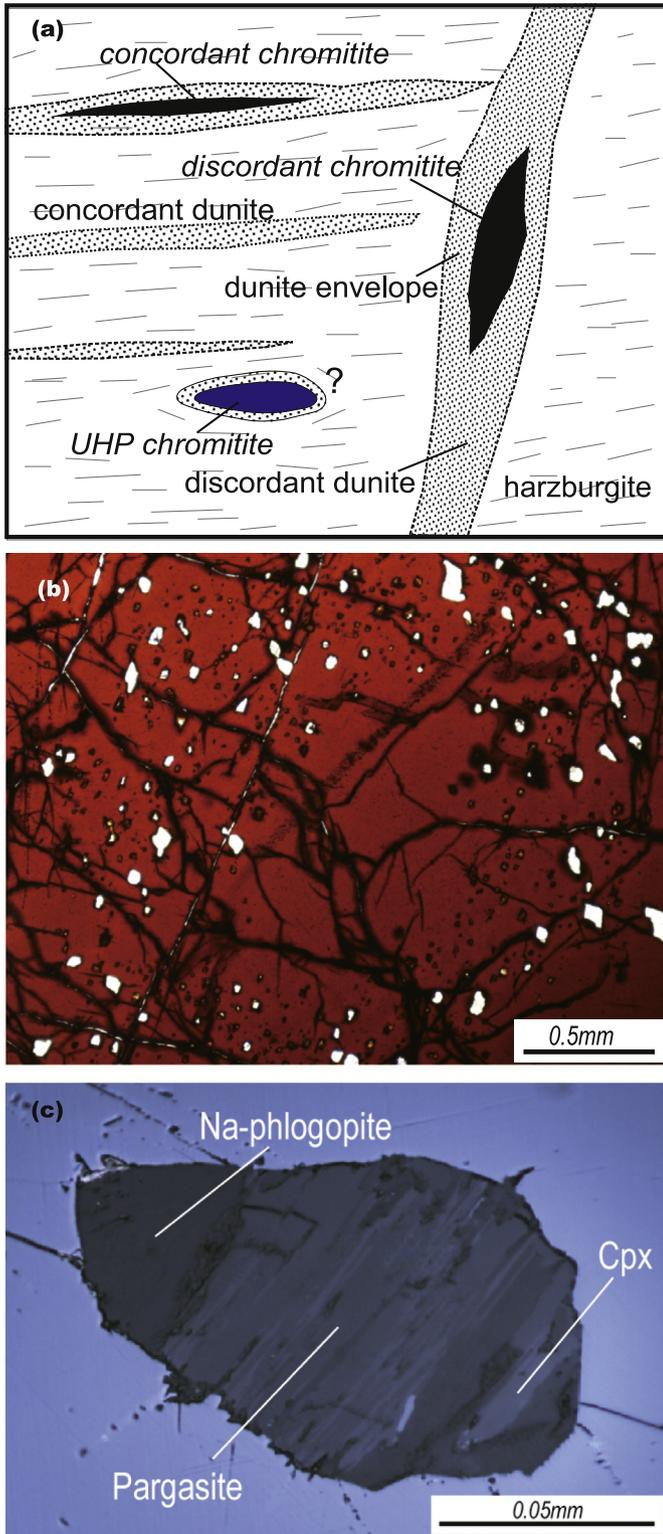 (a)
concordant chromitite
discordant chromitite
concordant dunite
dunite envelope
?
UHP chromitite
discordant dunite
harzburgite
(b)
0.5mm
(c)
Na-phlogopite
Cpx
Pargasite
0.05mm